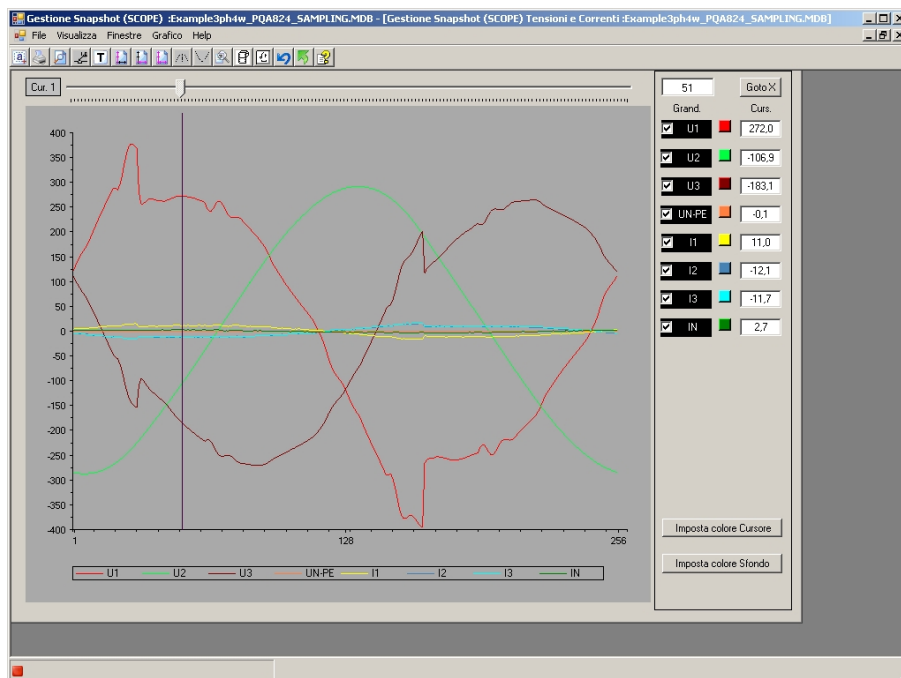 Gestione Snapshot (SCOPE) :Example3ph4w_PQA824_SAMPLING.MDB - [Gestione Snapshot (SCOPE) Tensioni e Correnti :Example3ph4w_PQA824_SAMPLING.MDB]
File Visualizza Finestre Grafico Help
Cur. 1
51 Goto X
Grand. Curs.
U1 272,0
U2 -106,9
U3 -183,1
UN-PE -0,1
I1 11,0
I2 -12,1
I3 -11,7
IN 2,7
400
350
300
250
200
150
100
50
0
-50
-100
-150
-200
-250
-300
-350
-400
1 128 256
U1 U2 U3 UN-PE I1 I2 I3 IN
Imposta colore Cursore
Imposta colore Sfondo